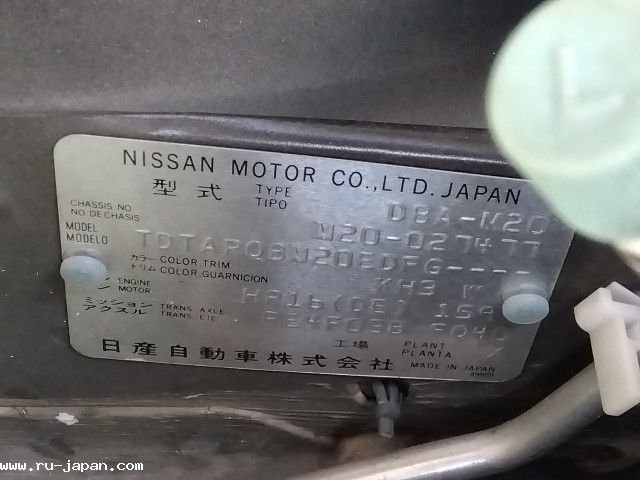 L
NISSAN MOTOR CO.,LTD. JAPAN
型式 TYPE TIPO DBA-M20
CHASSIS NO NO DE CHASIS M20-027477
MODEL MODELO TDTAPQBM20EDFG----
カラー トリム COLOR,TRIM COLOR,GUARNICION KH3
ENGINE MOTOR HR16(DE) 159
ミッション アクスル TRANS. AXLE TRANS. EJE
工場 PLANT PLANTA
日産自動車株式会社 MADE IN JAPAN
www.ru-japan.com